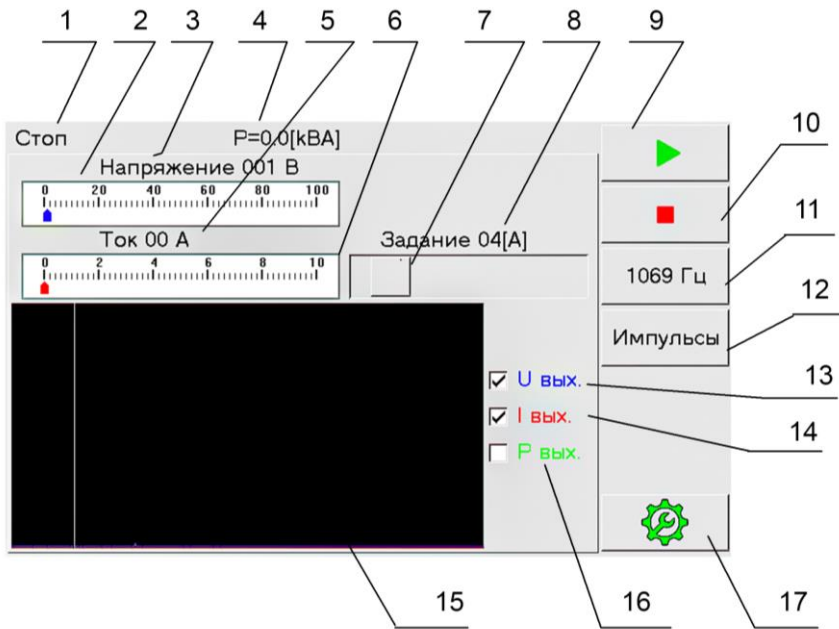 1 2 3 4 5 6 7 8 9
Стоп P=0.0[kBA]
10
Напряжение 001 В
0 20 40 60 80 100
Ток 00 А
Задание 04[А]
11
0 2 4 6 8 10
1069 Гц
12
Импульсы
13
U вых.
I вых.
14
P вых.
15 16 17